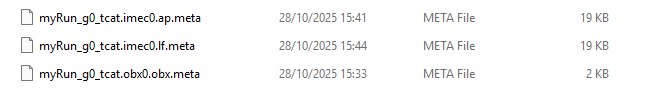 myRun_g0_tcat.imec0.ap.meta 28/10/2025 15:41 META File 19 KB
myRun_g0_tcat.imec0.lf.meta 28/10/2025 15:44 META File 19 KB
myRun_g0_tcat.obx0.obx.meta 28/10/2025 15:33 META File 2 KB